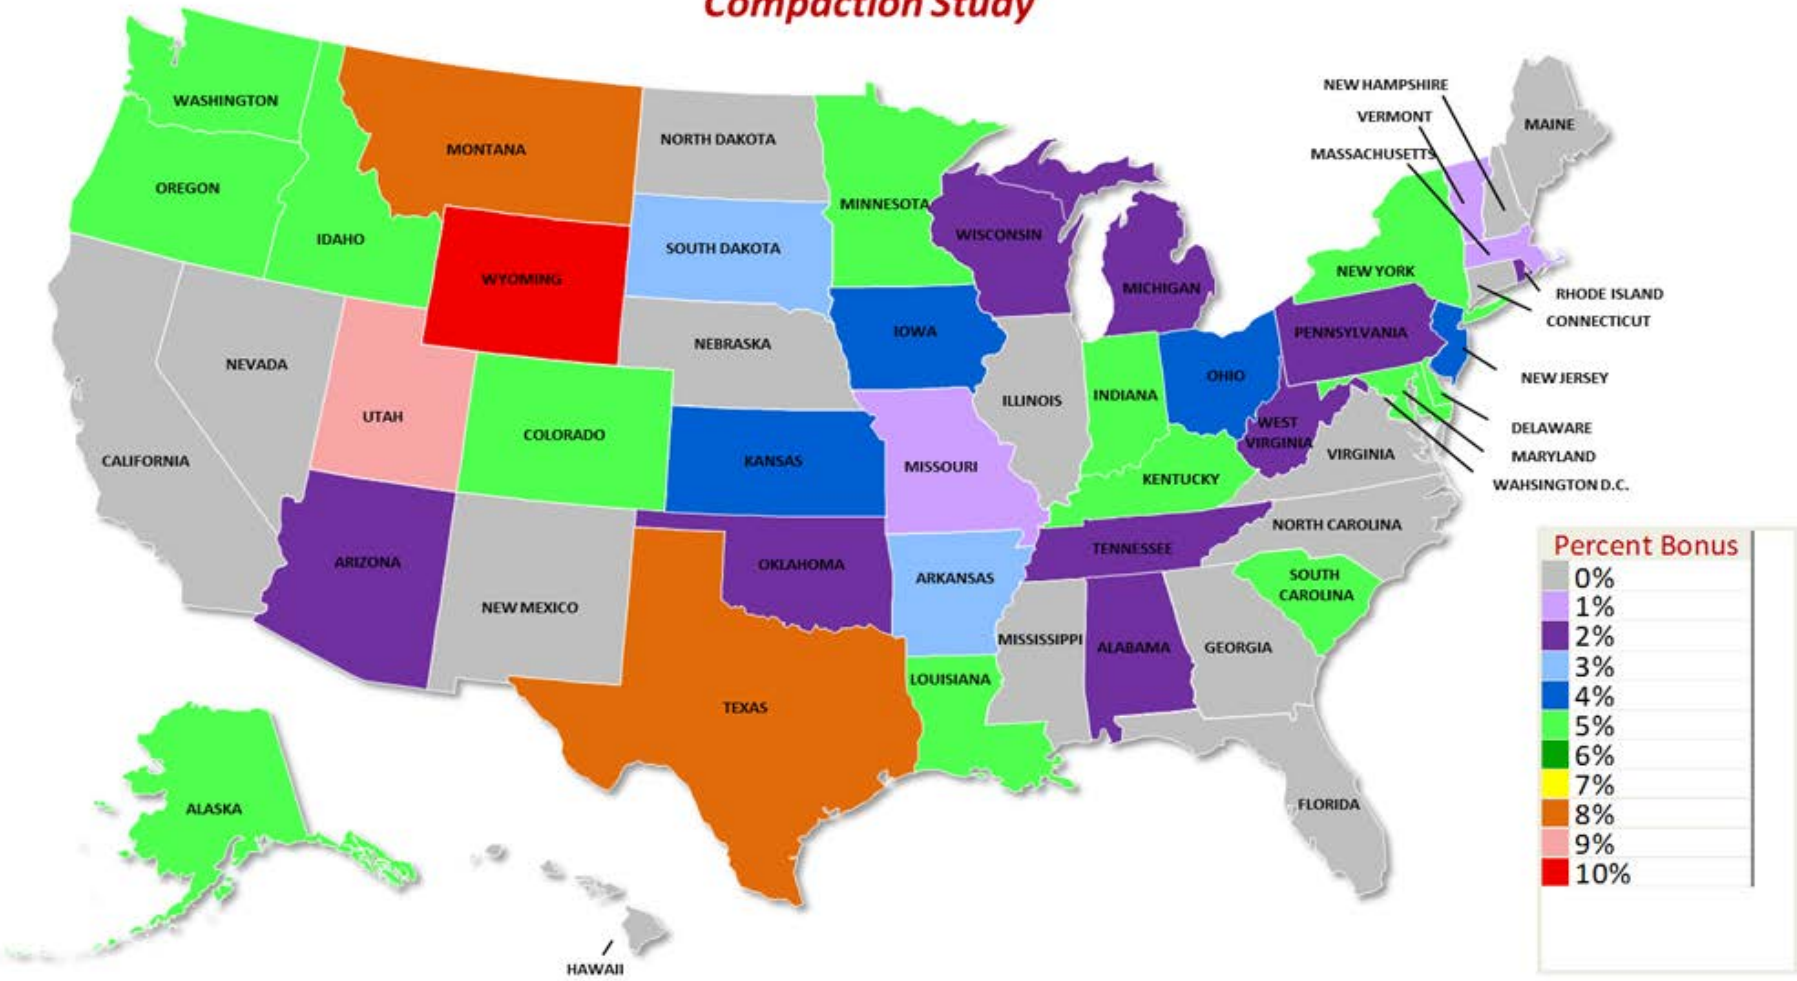 Compaction Study
NEW HAMPSHIRE
VERMONT
MASSACHUSETTS
MAINE
WASHINGTON
MONTANA
NORTH DAKOTA
OREGON
IDAHO
MINNESOTA
WISCONSIN
SOUTH DAKOTA
WYOMING
MICHIGAN
NEW YORK
RHODE ISLAND
CONNECTICUT
IOWA
PENNSYLVANIA
NEBRASKA
NEVADA
OHIO
NEW JERSEY
INDIANA
ILLINOIS
UTAH
COLORADO
WEST
VIRGINIA
DELAWARE
VIRGINIA
MARYLAND
CALIFORNIA
KANSAS
MISSOURI
KENTUCKY
WAHSINGTON D.C.
NORTH CAROLINA
TENNESSEE
ARIZONA
OKLAHOMA
ARKANSAS
SOUTH
CAROLINA
NEW MEXICO
MISSISSIPPI
ALABAMA
GEORGIA
LOUISIANA
TEXAS
FLORIDA
ALASKA
HAWAII
Percent Bonus
0%
1%
2%
3%
4%
5%
6%
7%
8%
9%
10%